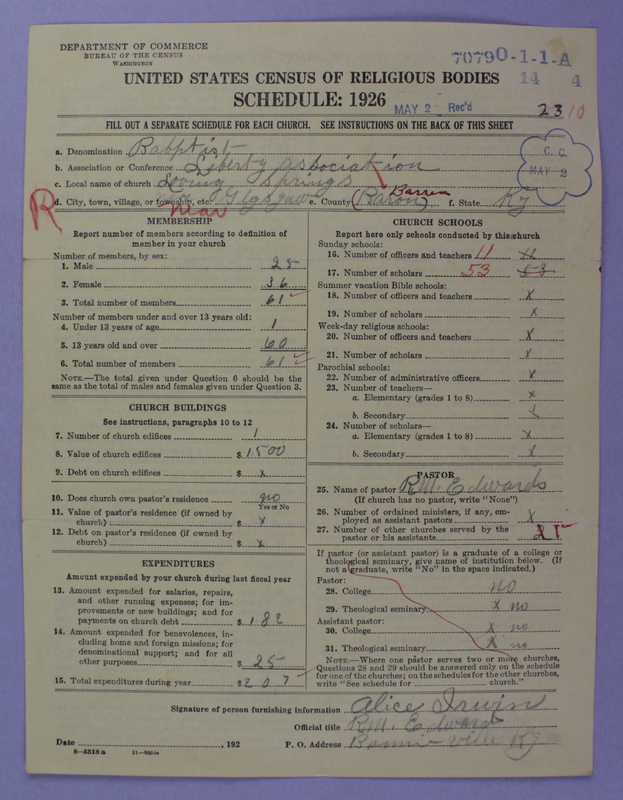 DEPARTMENT OF COMMERCE
BUREAU OF THE CENSUS
WASHINGTON
70790-1-1-A
14 4
UNITED STATES CENSUS OF RELIGIOUS BODIES
SCHEDULE: 1926
MAY 2 - Rec'd
23 10
FILL OUT A SEPARATE SCHEDULE FOR EACH CHURCH. SEE INSTRUCTIONS ON THE BACK OF THIS SHEET
C. C.
MAY 2
a. Denomination Babptist
b. Association or Conference Liberty association
c. Local name of church Loving Springs
d. City, town, village, or township, etc. near e. County (Baron) Barren f. State Ky
R
MEMBERSHIP
Report number of members according to definition of member in your church
Number of members, by sex:
1. Male 25
2. Female 36
3. Total number of members 61
Number of members under and over 13 years old:
4. Under 13 years of age 1
5. 13 years old and over 60
6. Total number of members 61
NOTE.—The total given under Question 6 should be the
same as the total of males and females given under Question 3.
CHURCH BUILDINGS
See instructions, paragraphs 10 to 12
7. Number of church edifices 1
8. Value of church edifices $ 1500
9. Debt on church edifices $ x
10. Does church own pastor's residence no
Yes or No
11. Value of pastor's residence (if owned by
church) $ x
12. Debt on pastor's residence (if owned by
church) $ x
EXPENDITURES
Amount expended by your church during last fiscal year
13. Amount expended for salaries, repairs,
and other running expenses; for im-
provements or new buildings; and for
payments on church debt $ 182
14. Amount expended for benevolences, in-
cluding home and foreign missions; for
denominational support; and for all
other purposes $ 25
15. Total expenditures during year $ 207
CHURCH SCHOOLS
Report here only schools conducted by this church
Sunday schools:
16. Number of officers and teachers 11 11
17. Number of scholars 53 53
Summer vacation Bible schools:
18. Number of officers and teachers x
19. Number of scholars x
Week-day religious schools:
20. Number of officers and teachers x
21. Number of scholars x
Parochial schools:
22. Number of administrative officers x
23. Number of teachers—
a. Elementary (grades 1 to 8) x
b. Secondary x
24. Number of scholars—
a. Elementary (grades 1 to 8) x
b. Secondary x
PASTOR
25. Name of pastor R.M. Edwards
(If church has no pastor, write "None")
26. Number of ordained ministers, if any, em-
ployed as assistant pastors x
27. Number of other churches served by the
pastor or his assistants
If pastor (or assistant pastor) is a graduate of a college or
theological seminary, give name of institution below. (If
not a graduate, write "No" in the space indicated.)
Pastor:
28. College no
29. Theological seminary x no
Assistant pastor:
30. College x no
31. Theological seminary x no
NOTE.—Where one pastor serves two or more churches,
Questions 28 and 29 should be answered only on the schedule
for one of the churches; on the schedules for the other churches,
write "See schedule for church."
Signature of person furnishing information Alice Irwin
Official title R.M. Edward
Date , 192 P. O. Address Ky
8—5518 a